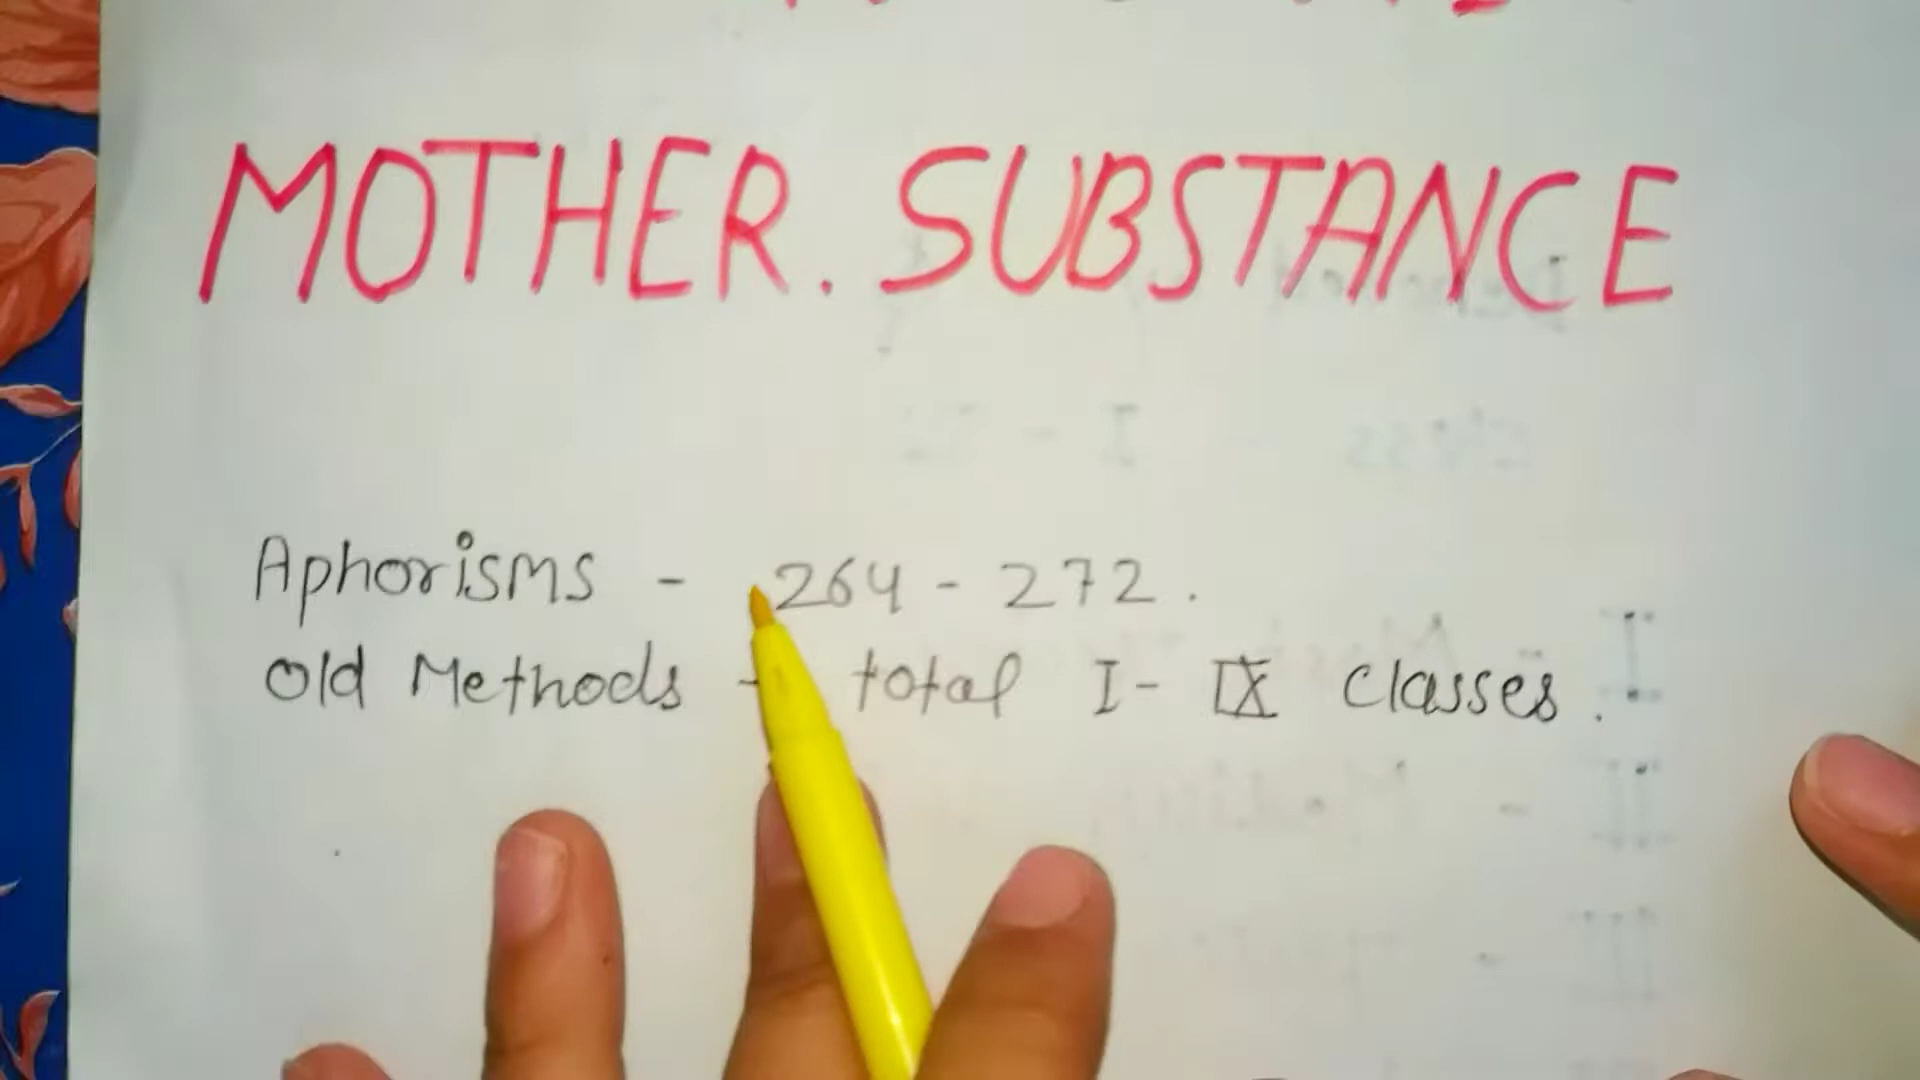 MOTHER. SUBSTANCE
Aphorisms - 264 - 272.
Old Methods - total I - IX classes.